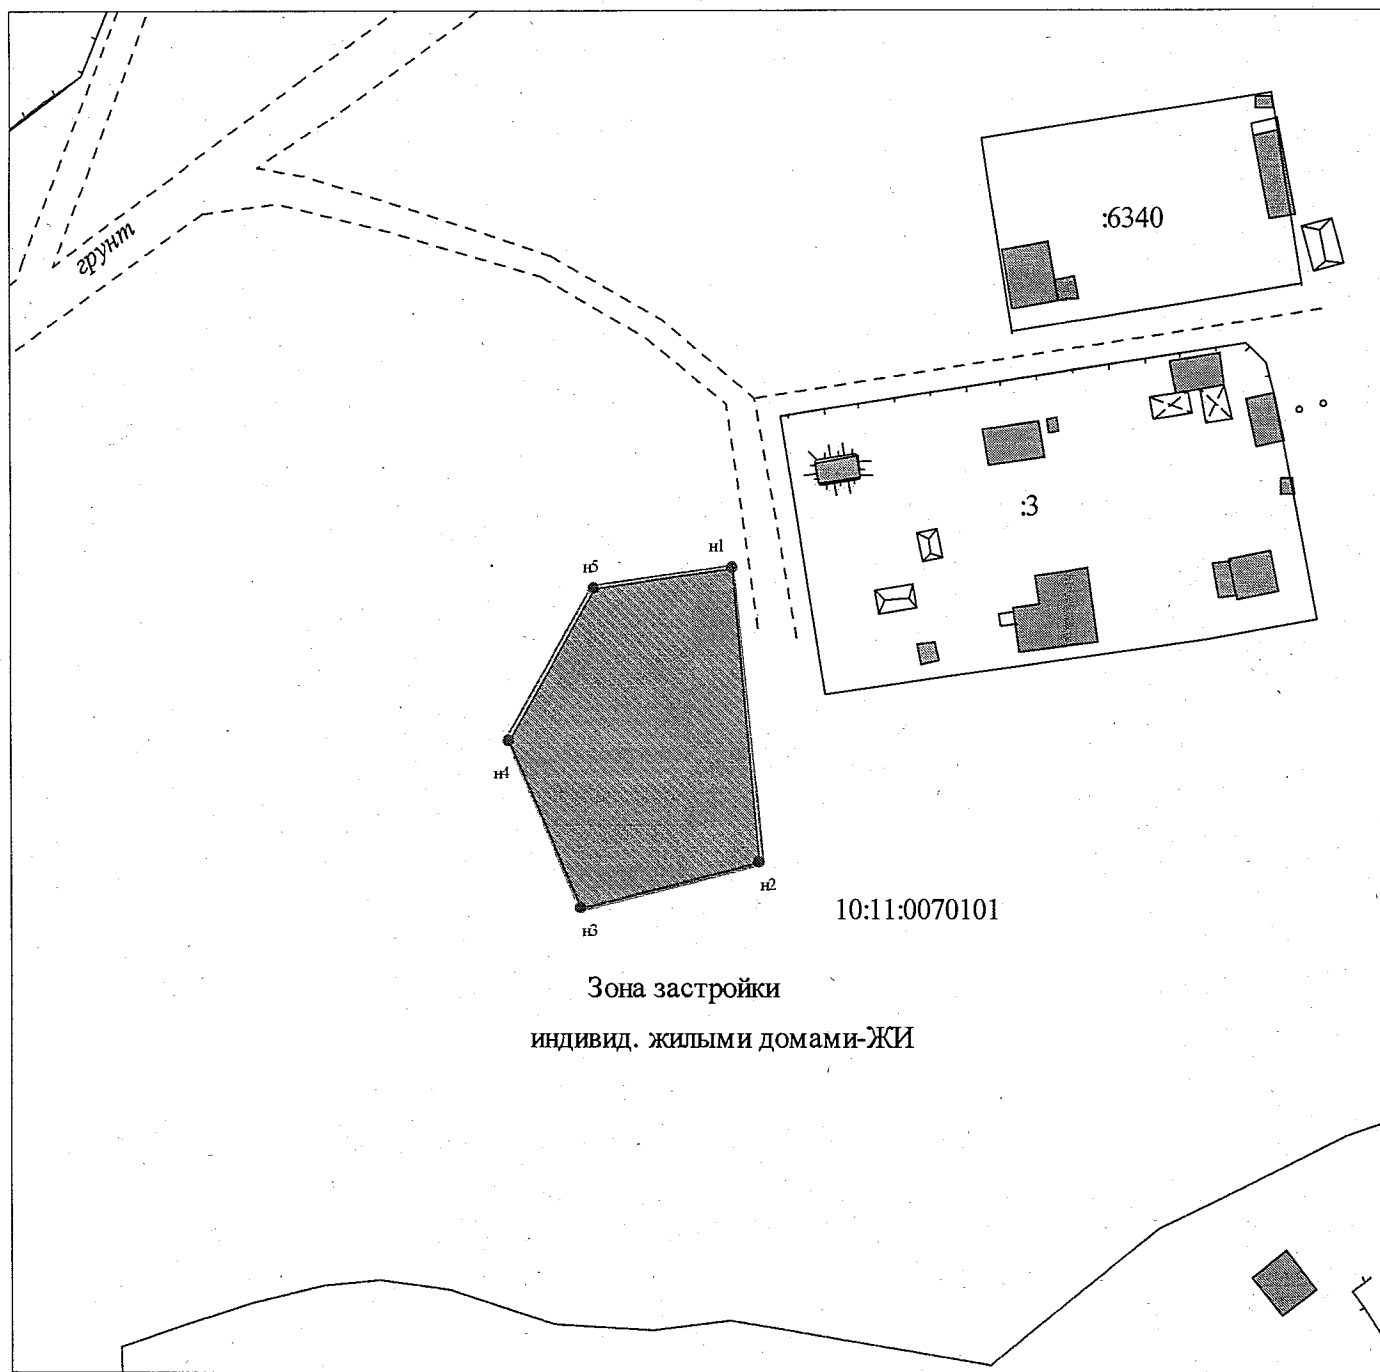 грунт
:6340
:3
н1
н5
н4
н2
н3
10:11:0070101
Зона застройки
индивид. жилыми домами-ЖИ